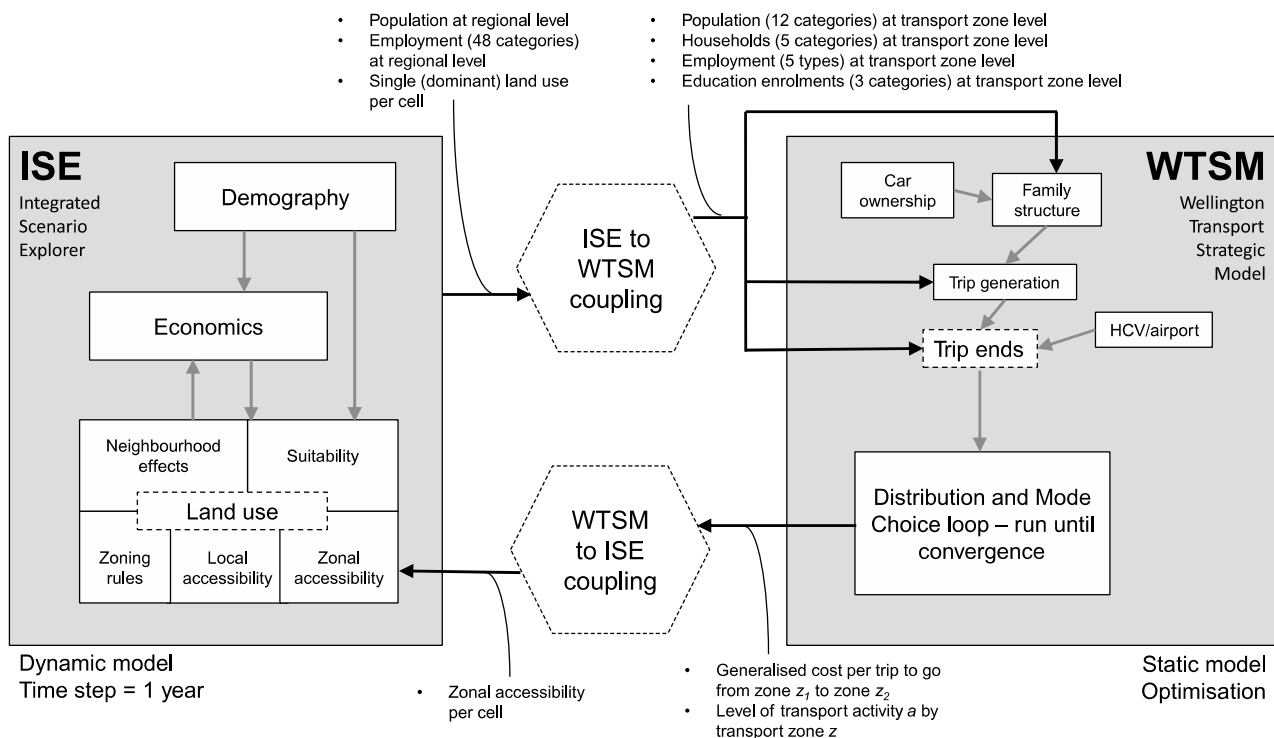 • Population at regional level
• Employment (48 categories)
at regional level
• Single (dominant) land use
per cell
• Population (12 categories) at transport zone level
• Households (5 categories) at transport zone level
• Employment (5 types) at transport zone level
• Education enrolments (3 categories) at transport zone level
ISE
Integrated
Scenario
Explorer
Demography
Economics
Neighbourhood
effects
Suitability
Land use
Zoning
rules
Local
accessibility
Zonal
accessibility
Dynamic model
Time step = 1 year
ISE to
WTSM
coupling
WTSM
to ISE
coupling
• Zonal accessibility
per cell
WTSM
Wellington
Transport
Strategic
Model
Car
ownership
Family
structure
Trip generation
HCV/airport
Trip ends
Distribution and Mode
Choice loop – run until
convergence
• Generalised cost per trip to go
from zone z1 to zone z2
• Level of transport activity a by
transport zone z
Static model
Optimisation